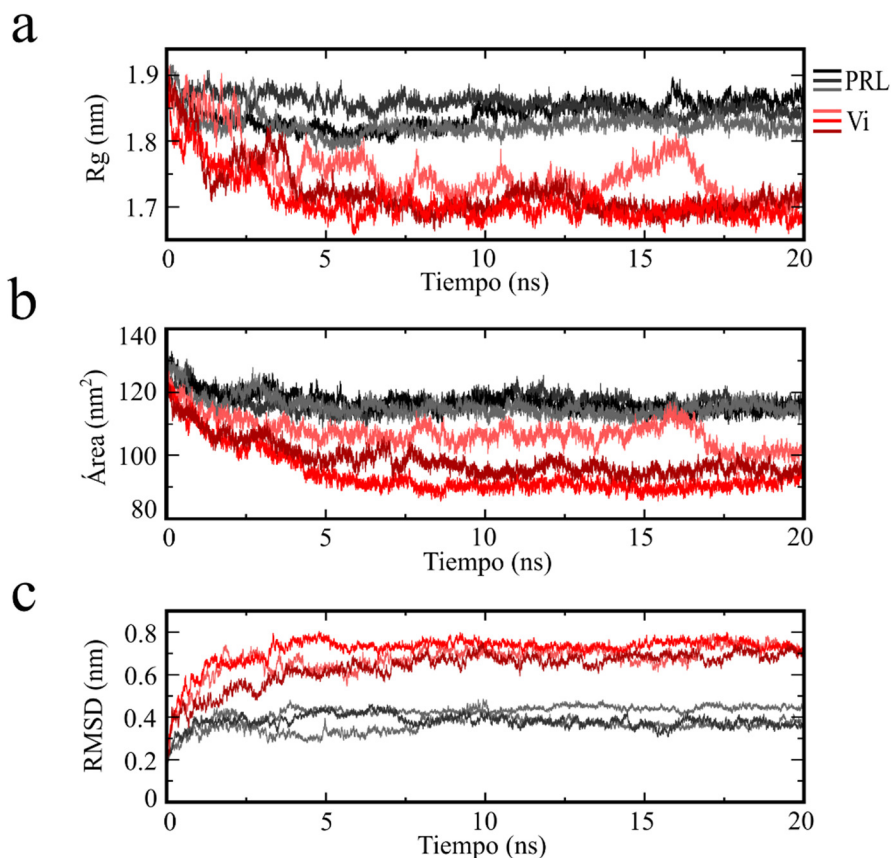 a
1.9
1.8
1.7
Rg (nm)
0 5 10 15 20
Tiempo (ns)
PRL
Vi
b
140
120
100
80
Área (nm²)
0 5 10 15 20
Tiempo (ns)
c
0.8
0.6
0.4
0.2
0
RMSD (nm)
0 5 10 15 20
Tiempo (ns)